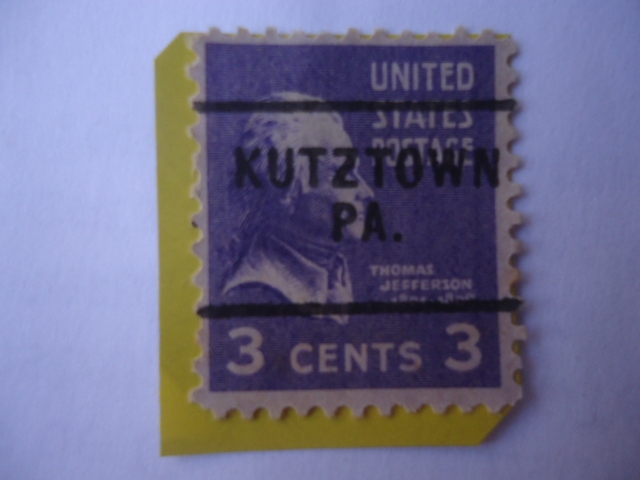 UNITED
STATES
POSTAGE
KUTZTOWN
PA.
THOMAS
JEFFERSON
3 CENTS 3